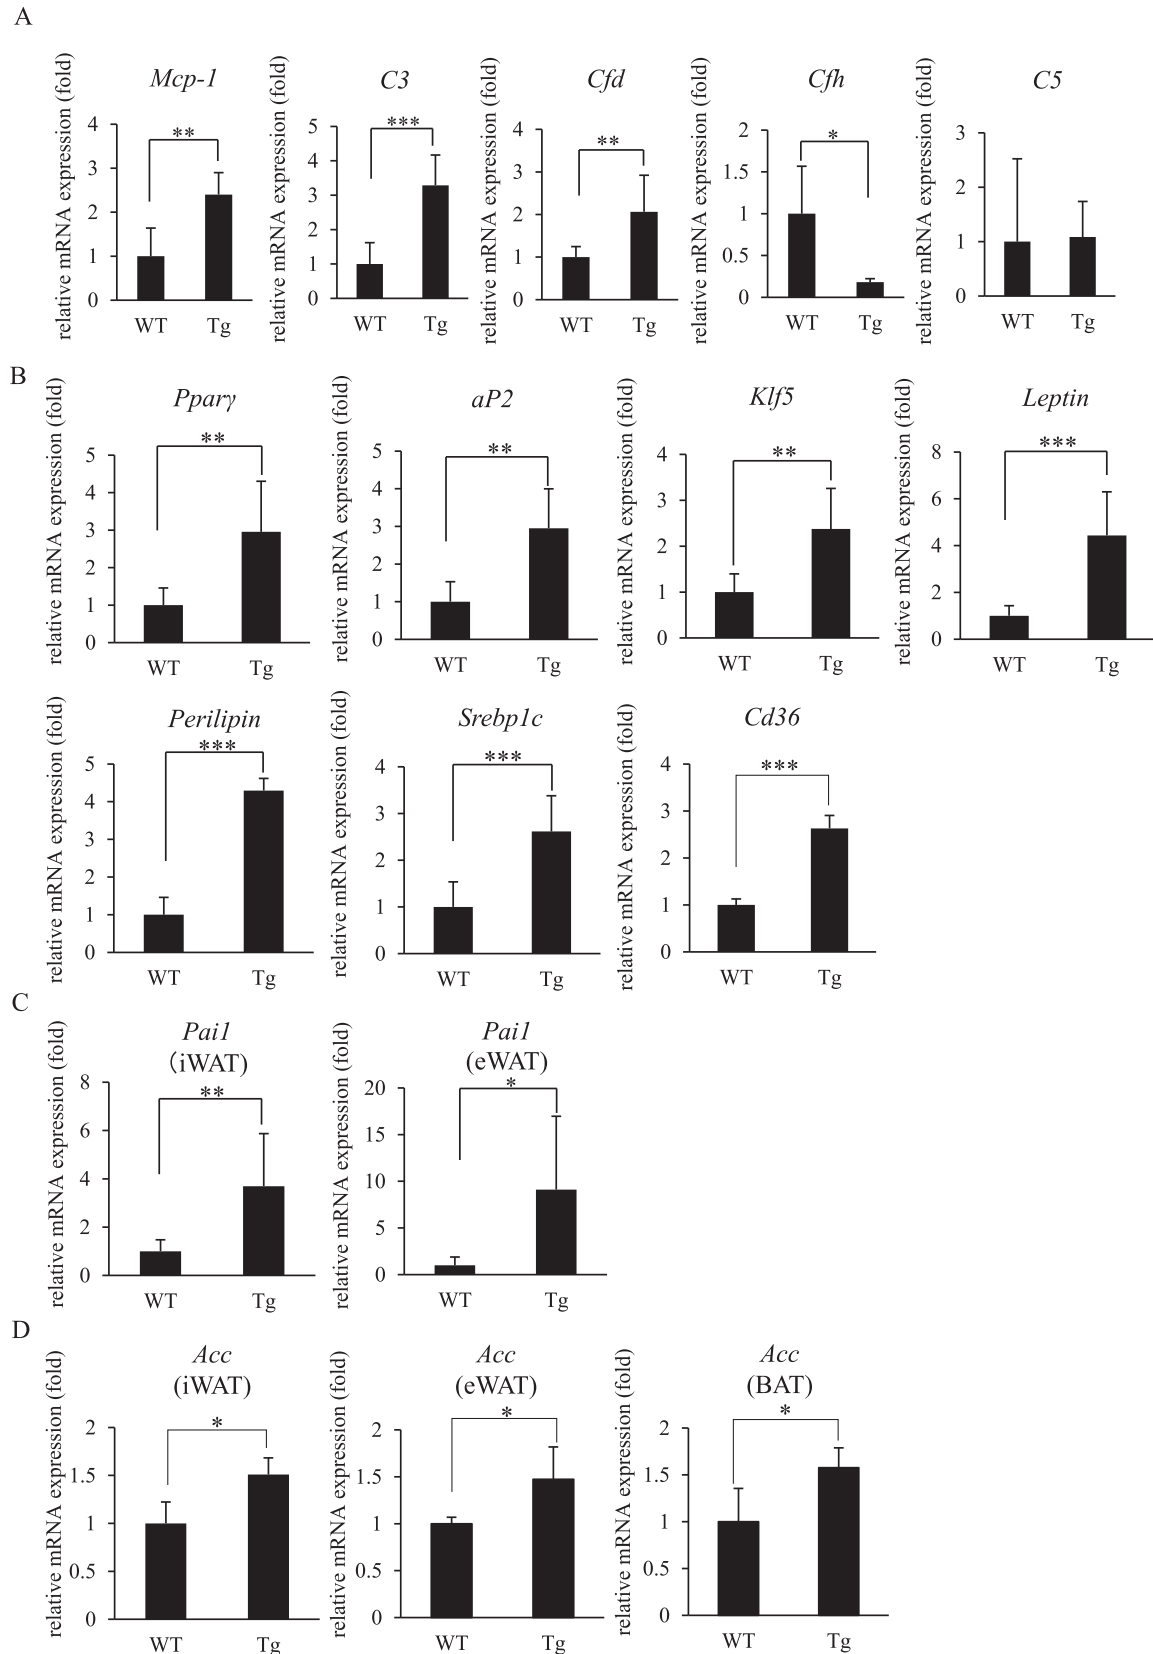 A
Mcp-1
relative mRNA expression (fold)
4
3
2
1
0
**
WT Tg
C3
relative mRNA expression (fold)
5
4
3
2
1
0
***
WT Tg
Cfd
relative mRNA expression (fold)
4
3
2
1
0
**
WT Tg
Cfh
relative mRNA expression (fold)
2
1.5
1
0.5
0
*
WT Tg
C5
relative mRNA expression (fold)
3
2
1
0
WT Tg
B
Pparγ
relative mRNA expression (fold)
5
4
3
2
1
0
**
WT Tg
aP2
relative mRNA expression (fold)
5
4
3
2
1
0
**
WT Tg
Klf5
relative mRNA expression (fold)
4
3
2
1
0
**
WT Tg
Leptin
relative mRNA expression (fold)
8
6
4
2
0
***
WT Tg
Perilipin
relative mRNA expression (fold)
5
4
3
2
1
0
***
WT Tg
Srebp1c
relative mRNA expression (fold)
4
3
2
1
0
***
WT Tg
Cd36
relative mRNA expression (fold)
4
3
2
1
0
***
WT Tg
C
Pai1
(iWAT)
relative mRNA expression (fold)
8
6
4
2
0
**
WT Tg
Pai1
(eWAT)
relative mRNA expression (fold)
20
15
10
5
0
*
WT Tg
D
Acc
(iWAT)
relative mRNA expression (fold)
2
1.5
1
0.5
0
*
WT Tg
Acc
(eWAT)
relative mRNA expression (fold)
2
1.5
1
0.5
0
*
WT Tg
Acc
(BAT)
relative mRNA expression (fold)
2
1.5
1
0.5
0
*
WT Tg